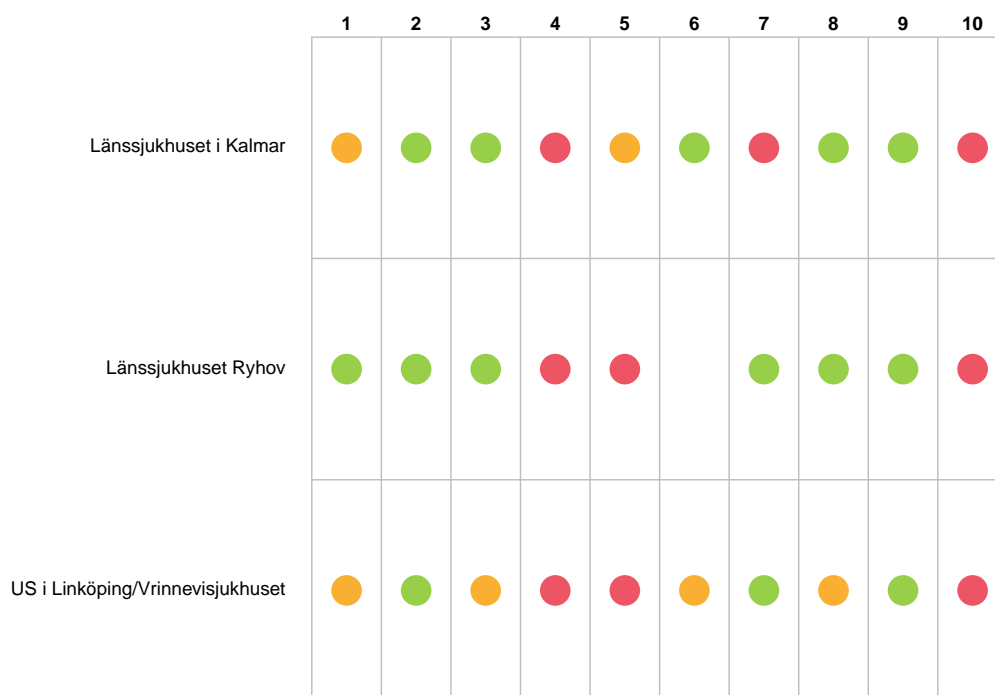 1 2 3 4 5 6 7 8 9 10
Länssjukhuset i Kalmar
Länssjukhuset Ryhov
US i Linköping/Vrinnevisjukhuset